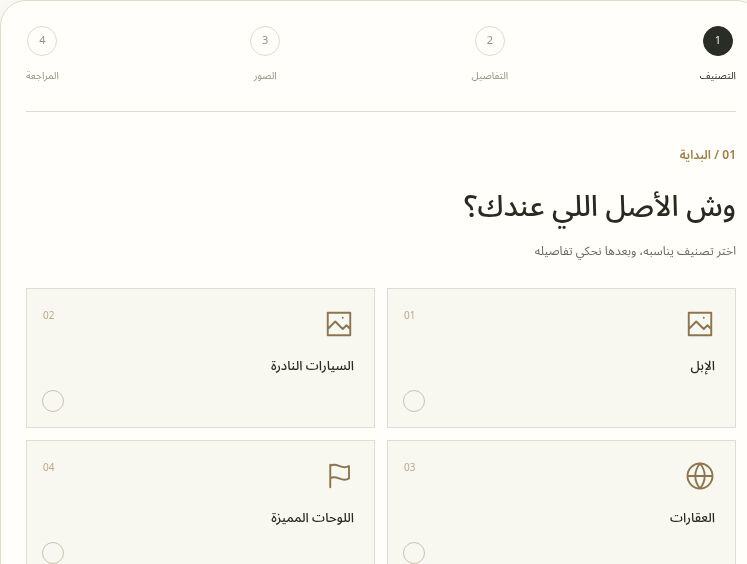 1
التصنيف
2
التفاصيل
3
الصور
4
المراجعة
01 / البداية
وش الأصل اللي عندك؟
اختر تصنيف يناسبه، وبعدها نحكي تفاصيله
01
الإبل
02
السيارات النادرة
03
العقارات
04
اللوحات المميزة